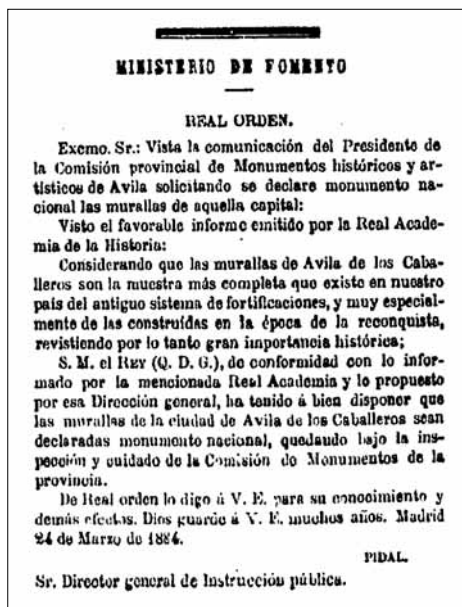 MINISTERIO DE FOMENTO
REAL ORDEN.
Excmo. Sr.: Vista la comunicación del Presidente de
la Comisión provincial de Monumentos históricos y ar-
tísticos de Avila solicitando se declare monumento na-
cional las murallas de aquella capital:
Visto el favorable informe emitido por la Real Acade-
mia de la Historia:
Considerando que las murallas de Avila de los Caba-
lleros son la muestra más completa que existe en nuestro
país del antiguo sistema de fortificaciones, y muy especial-
mente de las construídas en la época de la reconquista,
revistiendo por lo tanto gran importancia histórica;
S. M. el REY (Q. D. G.), de conformidad con lo infor-
mado por la mencionada Real Academia y lo propuesto
por esa Dirección general, ha tenido á bien disponer que
las murallas de la ciudad de Avila de los Caballeros sean
declaradas monumento nacional, quedando bajo la ins-
pección y cuidado de la Comisión de Monumentos de la
provincia.
De Real orden lo digo á V. E. para su conocimiento y
demás efectos. Dios guarde á V. E. muchos años. Madrid
24 de Marzo de 1884.
PIDAL.
Sr. Director general de Instrucción pública.